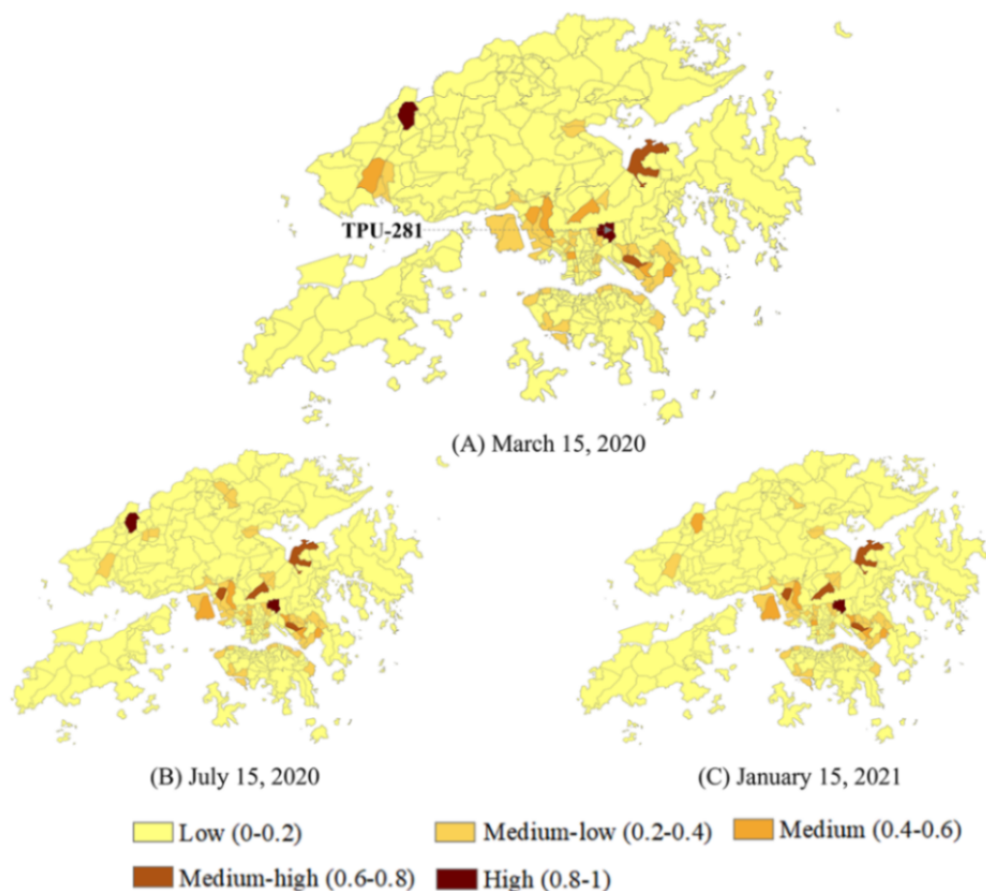 TPU-281
(A) March 15, 2020
(B) July 15, 2020
(C) January 15, 2021
Low (0-0.2)
Medium-low (0.2-0.4)
Medium (0.4-0.6)
Medium-high (0.6-0.8)
High (0.8-1)